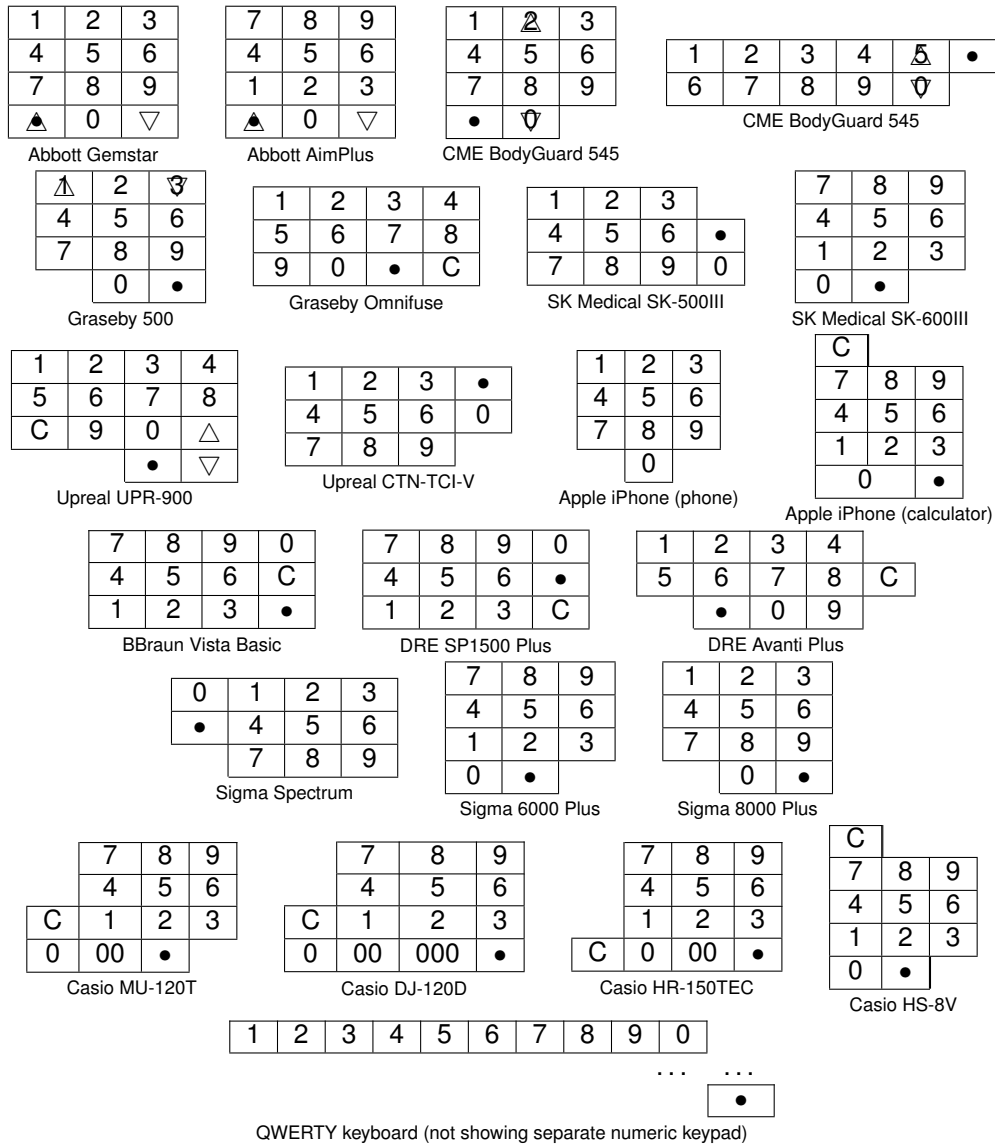 1 2 3
4 5 6
7 8 9
•△ 0 ▽
Abbott Gemstar
7 8 9
4 5 6
1 2 3
•△ 0 ▽
Abbott AimPlus
1 2△ 3
4 5 6
7 8 9
• 0▽
CME BodyGuard 545
1 2 3 4 5△ •
6 7 8 9 0▽
CME BodyGuard 545
1△ 2 3▽
4 5 6
7 8 9
0 •
Graseby 500
1 2 3 4
5 6 7 8
9 0 • C
Graseby Omnifuse
1 2 3
4 5 6 •
7 8 9 0
SK Medical SK-500III
7 8 9
4 5 6
1 2 3
0 •
SK Medical SK-600III
1 2 3 4
5 6 7 8
C 9 0 △
• ▽
Upreal UPR-900
1 2 3 •
4 5 6 0
7 8 9
Upreal CTN-TCI-V
1 2 3
4 5 6
7 8 9
0
Apple iPhone (phone)
C
7 8 9
4 5 6
1 2 3
0 •
Apple iPhone (calculator)
7 8 9 0
4 5 6 C
1 2 3 •
BBraun Vista Basic
7 8 9 0
4 5 6 •
1 2 3 C
DRE SP1500 Plus
1 2 3 4
5 6 7 8 C
• 0 9
DRE Avanti Plus
0 1 2 3
• 4 5 6
7 8 9
Sigma Spectrum
7 8 9
4 5 6
1 2 3
0 •
Sigma 6000 Plus
1 2 3
4 5 6
7 8 9
0 •
Sigma 8000 Plus
7 8 9
4 5 6
C 1 2 3
0 00 •
Casio MU-120T
7 8 9
4 5 6
C 1 2 3
0 00 000 •
Casio DJ-120D
7 8 9
4 5 6
1 2 3
C 0 00 •
Casio HR-150TEC
C
7 8 9
4 5 6
1 2 3
0 •
Casio HS-8V
1 2 3 4 5 6 7 8 9 0
... ...
•
QWERTY keyboard (not showing separate numeric keypad)